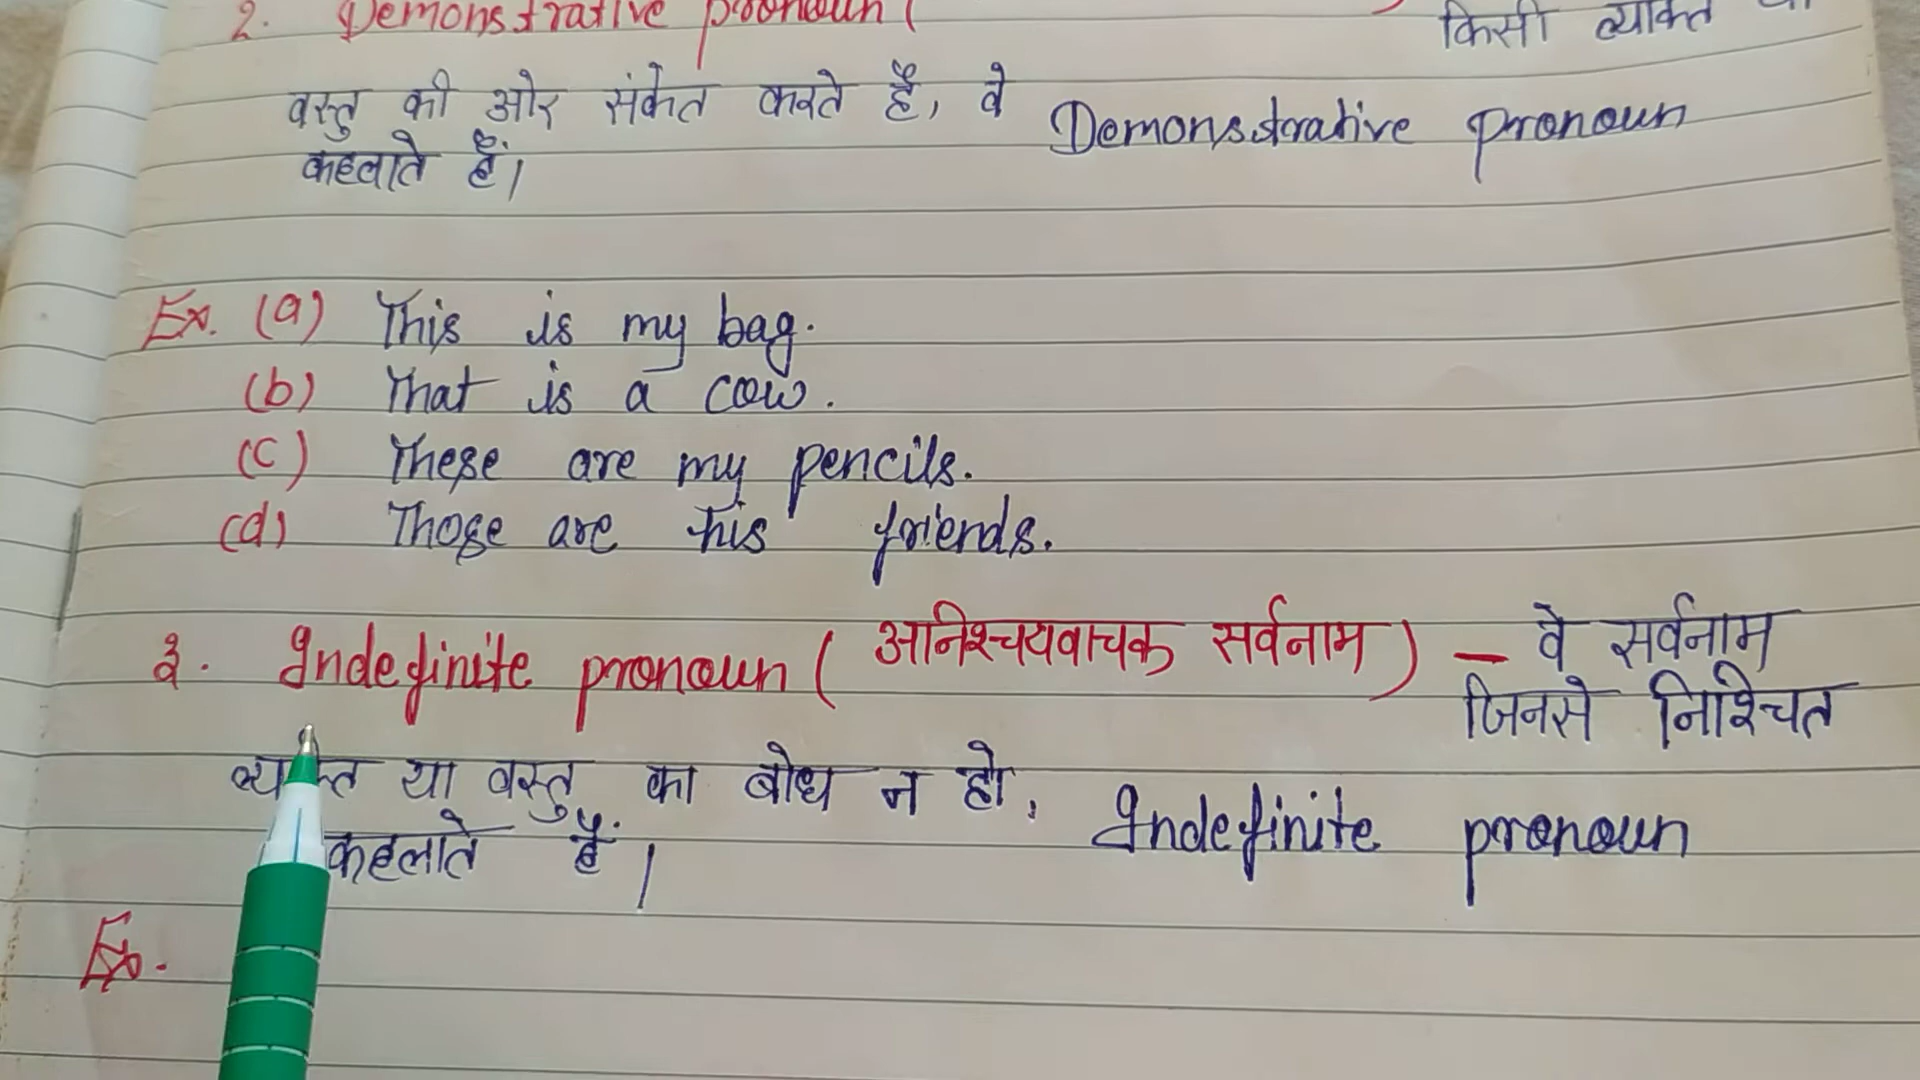 2. Demonstrative pronoun (
किसी व्यक्ति या
वस्तु की ओर संकेत करते हैं, वे Demonstrative pronoun
कहलाते हैं।
Ex. (a) This is my bag.
(b) That is a cow.
(c) These are my pencils.
(d) Those are his friends.
3. Indefinite pronoun ( अनिश्चयवाचक सर्वनाम ) – वे सर्वनाम
जिनसे निश्चित
व्यक्ति या वस्तु का बोध न हो, Indefinite pronoun
कहलाते हैं।
Ex.